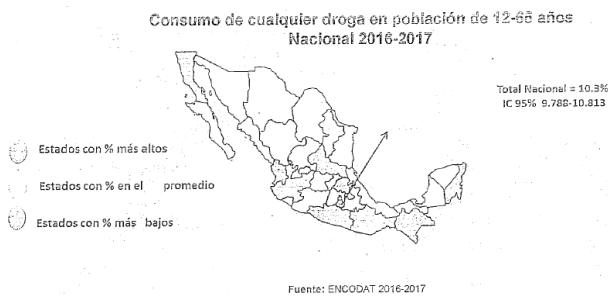 Consumo de cualquier droga en población de 12-65 años
Nacional 2016-2017
Total Nacional = 10.3%
IC 95% 9.788-10.813
Estados con % más altos
Estados con % en el promedio
Estados con % más bajos
Fuente: ENCODAT 2016-2017